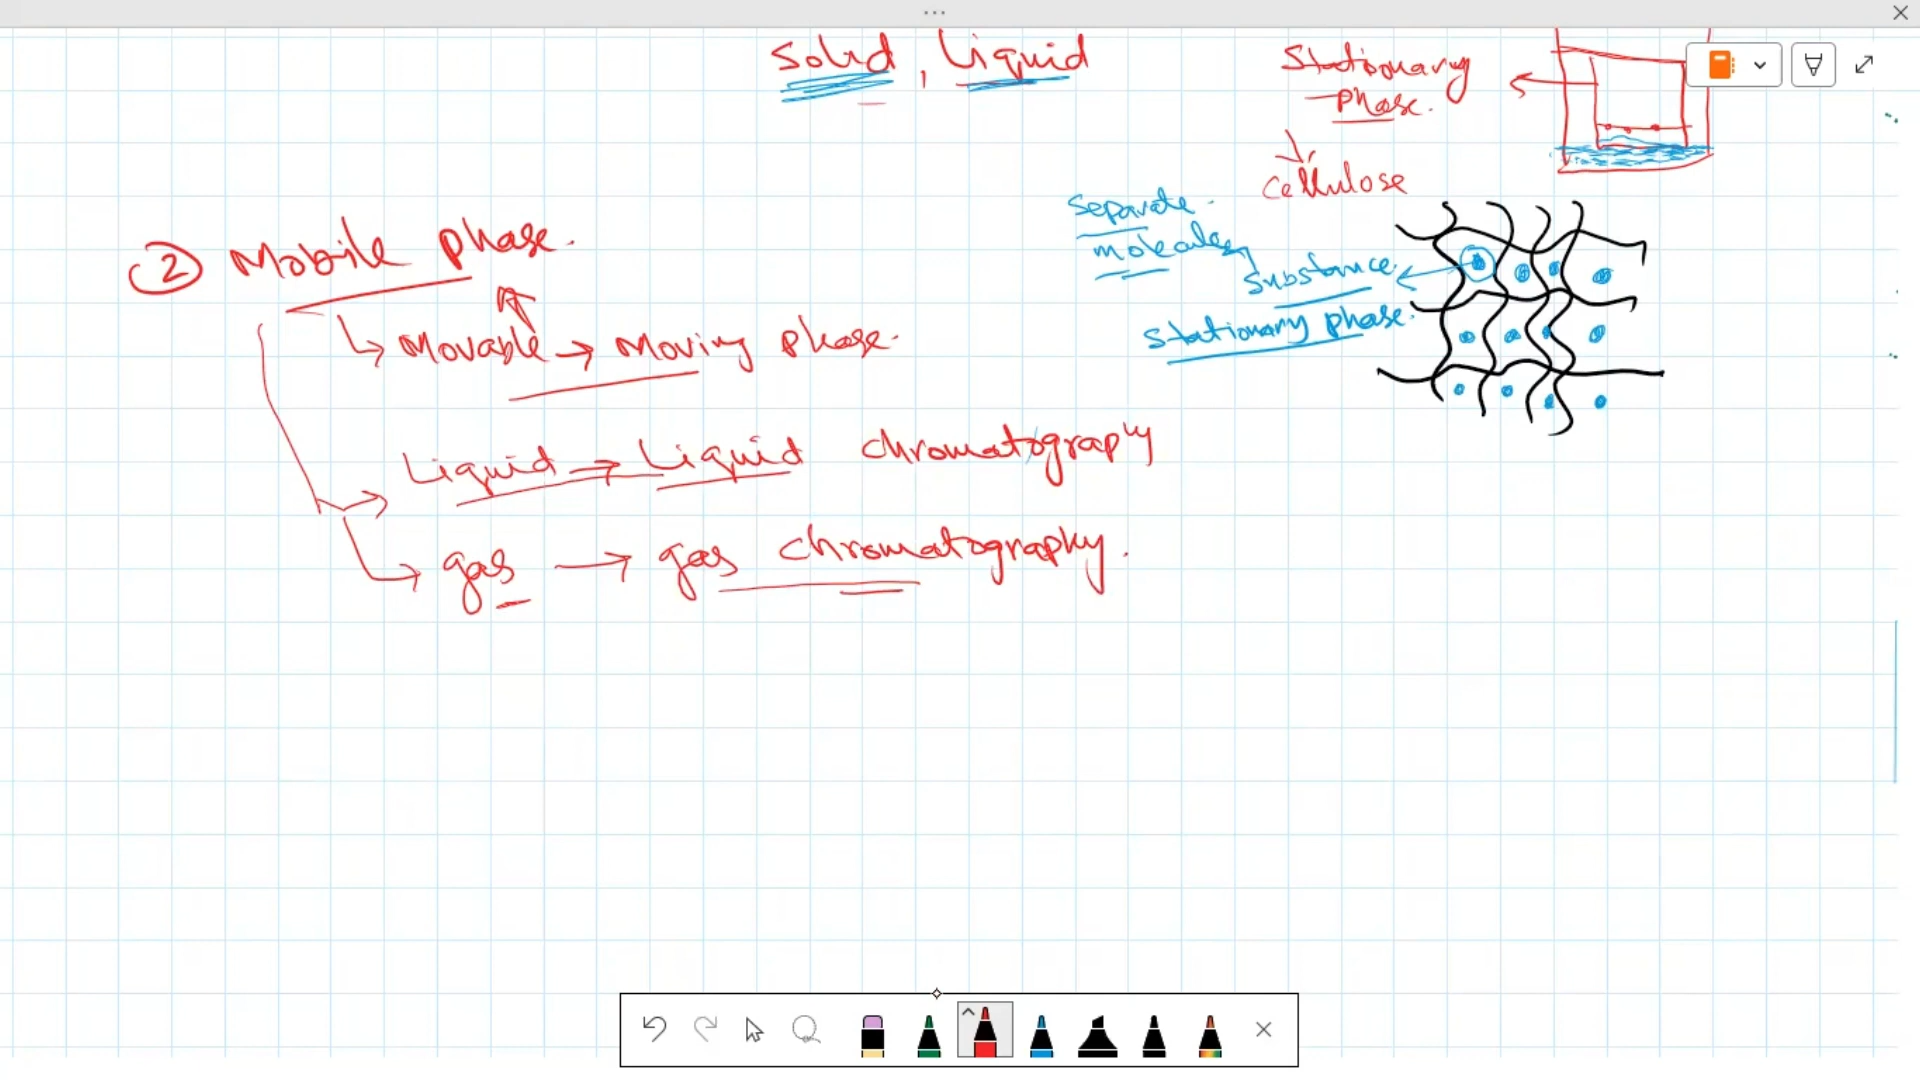 Solid, Liquid
Stationary
phase.
cellulose
Separate
molecules
Substance.
Stationary phase.
② Mobile phase.
↳ Movable → Moving phase.
Liquid → Liquid chromatography
gas → gas chromatography.